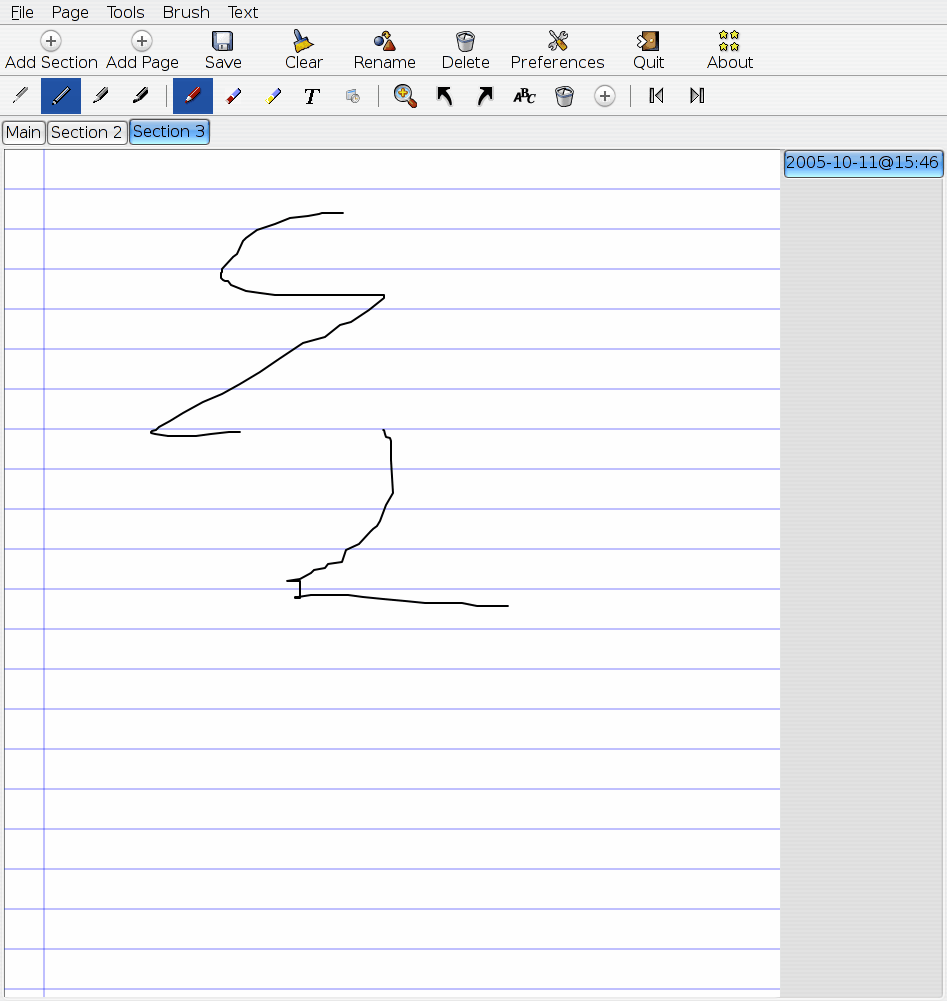 File Page Tools Brush Text
Add Section Add Page Save Clear Rename Delete Preferences Quit About
T ABC
Main Section 2 Section 3
2005-10-11@15:46